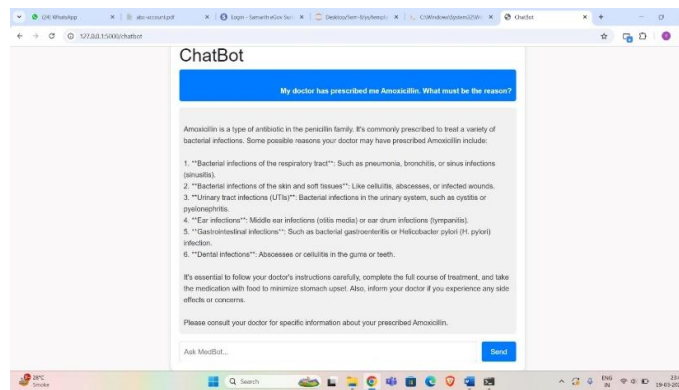 (24) WhatsApp
abc-account.pdf
Login - Samarth eGov Sui
Desktop/Sem-8/ys/templa
C:\Windows\System32\Wi
ChatBot
127.0.0.1:5000/chatbot
ChatBot
My doctor has prescribed me Amoxicillin. What must be the reason?
Amoxicillin is a type of antibiotic in the penicillin family. It's commonly prescribed to treat a variety of
bacterial infections. Some possible reasons your doctor may have prescribed Amoxicillin include:
1. **Bacterial infections of the respiratory tract**: Such as pneumonia, bronchitis, or sinus infections
(sinusitis).
2. **Bacterial infections of the skin and soft tissues**: Like cellulitis, abscesses, or infected wounds.
3. **Urinary tract infections (UTIs)**: Bacterial infections in the urinary system, such as cystitis or
pyelonephritis.
4. **Ear infections**: Middle ear infections (otitis media) or ear drum infections (tympanitis).
5. **Gastrointestinal infections**: Such as bacterial gastroenteritis or Helicobacter pylori (H. pylori)
infection.
6. **Dental infections**: Abscesses or cellulitis in the gums or teeth.
It's essential to follow your doctor's instructions carefully, complete the full course of treatment, and take
the medication with food to minimize stomach upset. Also, inform your doctor if you experience any side
effects or concerns.
Please consult your doctor for specific information about your prescribed Amoxicillin.
Ask MedBot...
Send
28°C
Smoke
Search
ENG
IN